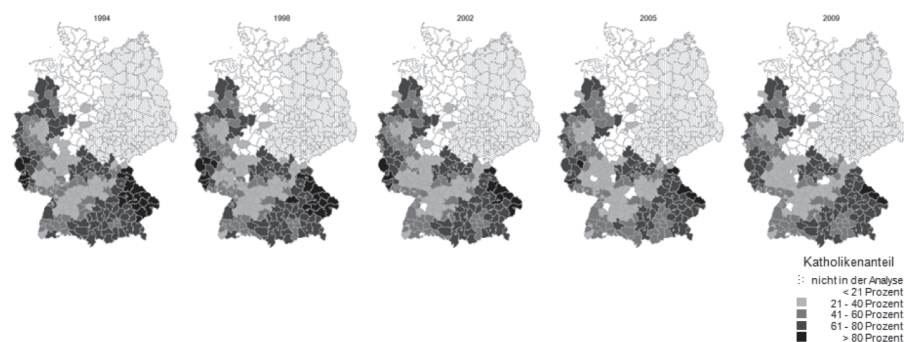 1994
1998
2002
2005
2009
Katholikenanteil
nicht in der Analyse
< 21 Prozent
21 - 40 Prozent
41 - 60 Prozent
61 - 80 Prozent
> 80 Prozent